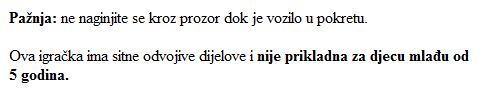 Pažnja: ne naginjite se kroz prozor dok je vozilo u pokretu.
Ova igračka ima sitne odvojive dijelove i nije prikladna za djecu mlađu od
5 godina.